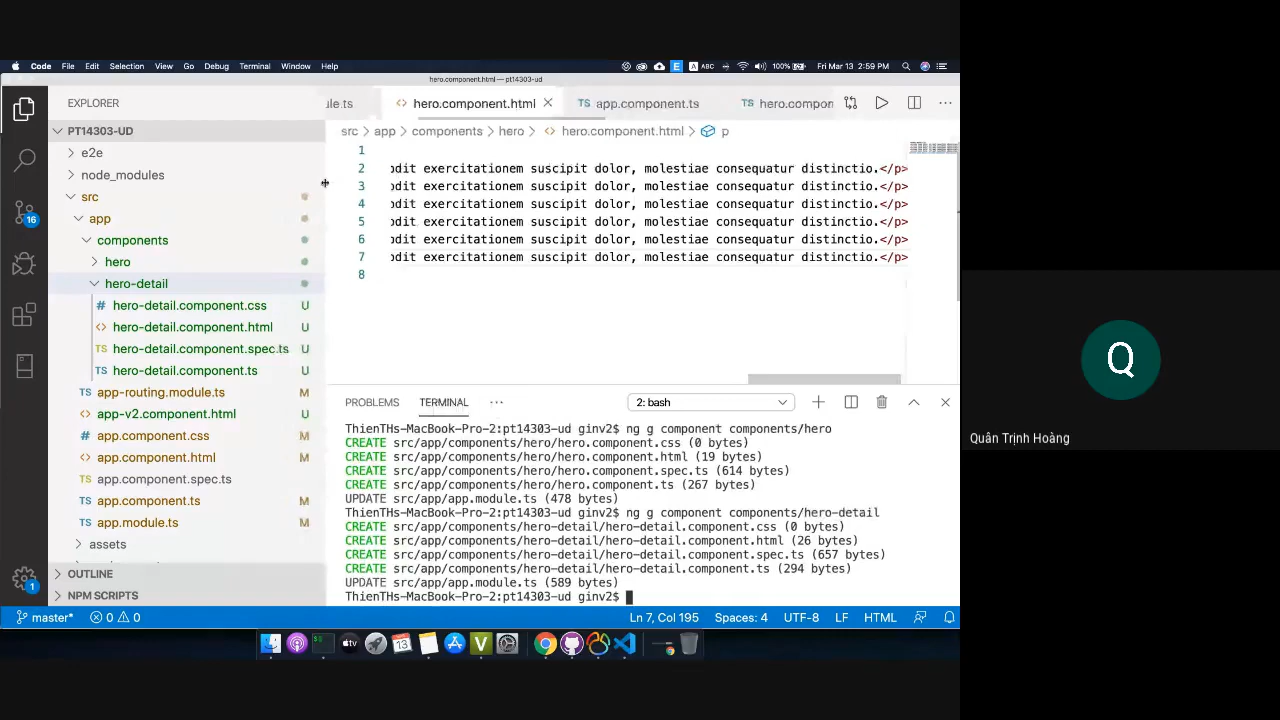 Code File Edit Selection View Go Debug Terminal Window Help
E A ABC 100% Fri Mar 13 2:59 PM
hero.component.html — pt14303-ud
EXPLORER
ule.ts <> hero.component.html TS app.component.ts TS hero.compon
PT14303-UD
src > app > components > hero > <> hero.component.html > p
e2e
node_modules
src
app
components
hero
hero-detail
# hero-detail.component.css U
<> hero-detail.component.html U
TS hero-detail.component.spec.ts U
TS hero-detail.component.ts U
TS app-routing.module.ts M
<> app-v2.component.html U
# app.component.css M
<> app.component.html M
TS app.component.spec.ts
TS app.component.ts M
TS app.module.ts M
assets
OUTLINE
NPM SCRIPTS
16
1
1
2 odit exercitationem suscipit dolor, molestiae consequatur distinctio.</p>
3 odit exercitationem suscipit dolor, molestiae consequatur distinctio.</p>
4 odit exercitationem suscipit dolor, molestiae consequatur distinctio.</p>
5 odit exercitationem suscipit dolor, molestiae consequatur distinctio.</p>
6 odit exercitationem suscipit dolor, molestiae consequatur distinctio.</p>
7 odit exercitationem suscipit dolor, molestiae consequatur distinctio.</p>
8
PROBLEMS TERMINAL ··· 2: bash
ThienTHs-MacBook-Pro-2:pt14303-ud ginv2$ ng g component components/hero
CREATE src/app/components/hero/hero.component.css (0 bytes)
CREATE src/app/components/hero/hero.component.html (19 bytes)
CREATE src/app/components/hero/hero.component.spec.ts (614 bytes)
CREATE src/app/components/hero/hero.component.ts (267 bytes)
UPDATE src/app/app.module.ts (478 bytes)
ThienTHs-MacBook-Pro-2:pt14303-ud ginv2$ ng g component components/hero-detail
CREATE src/app/components/hero-detail/hero-detail.component.css (0 bytes)
CREATE src/app/components/hero-detail/hero-detail.component.html (26 bytes)
CREATE src/app/components/hero-detail/hero-detail.component.spec.ts (657 bytes)
CREATE src/app/components/hero-detail/hero-detail.component.ts (294 bytes)
UPDATE src/app/app.module.ts (589 bytes)
ThienTHs-MacBook-Pro-2:pt14303-ud ginv2$
master* 0 0 Ln 7, Col 195 Spaces: 4 UTF-8 LF HTML
tv 13 V
Q
Quân Trịnh Hoàng